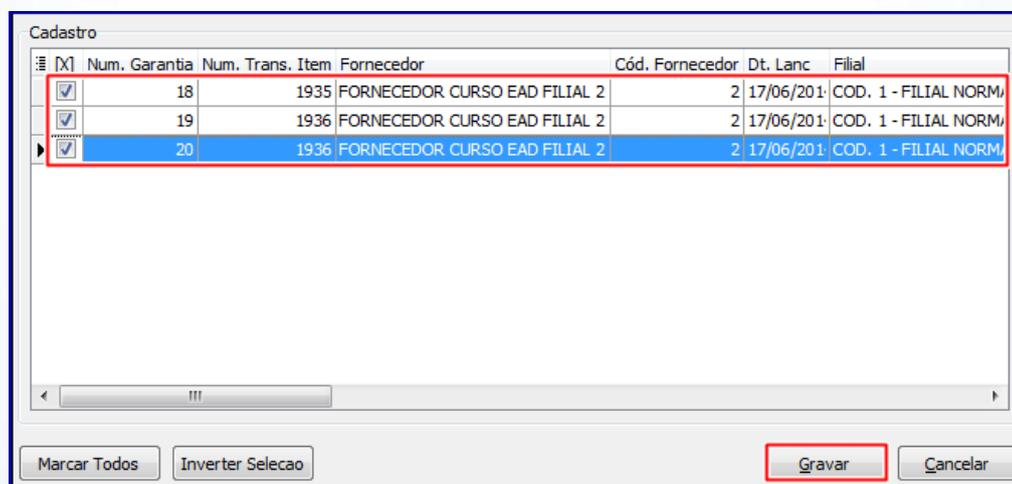 Cadastro
[X] Num. Garantia Num. Trans. Item Fornecedor Cód. Fornecedor Dt. Lanc Filial
18 1935 FORNECEDOR CURSO EAD FILIAL 2 2 17/06/201 COD. 1 - FILIAL NORMA
19 1936 FORNECEDOR CURSO EAD FILIAL 2 2 17/06/201 COD. 1 - FILIAL NORMA
20 1936 FORNECEDOR CURSO EAD FILIAL 2 2 17/06/201 COD. 1 - FILIAL NORMA
Marcar Todos Inverter Selecao Gravar Cancelar